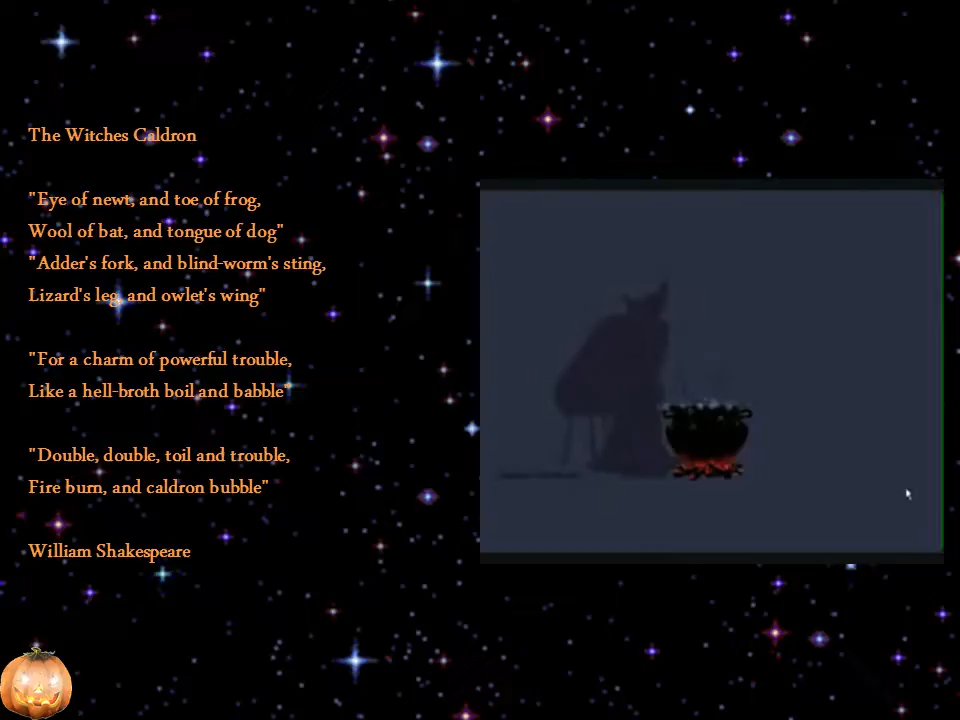 The Witches Caldron
"Eye of newt, and toe of frog,
Wool of bat, and tongue of dog"
"Adder's fork, and blind-worm's sting,
Lizard's leg, and owlet's wing"
"For a charm of powerful trouble,
Like a hell-broth boil and babble"
"Double, double, toil and trouble,
Fire burn, and caldron bubble"
William Shakespeare